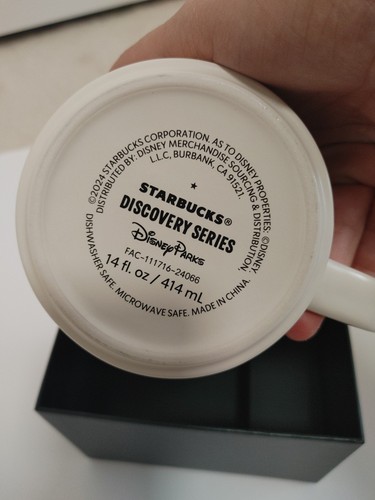 ©2024 STARBUCKS CORPORATION. AS TO DISNEY PROPERTIES: ©DISNEY
DISTRIBUTED BY: DISNEY MERCHANDISE SOURCING & DISTRIBUTION,
L.L.C, BURBANK, CA 91521.
STARBUCKS®
DISCOVERY SERIES
Disney Parks
FAC-111716-24066
14 fl. oz / 414 mL
DISHWASHER SAFE. MICROWAVE SAFE. MADE IN CHINA.